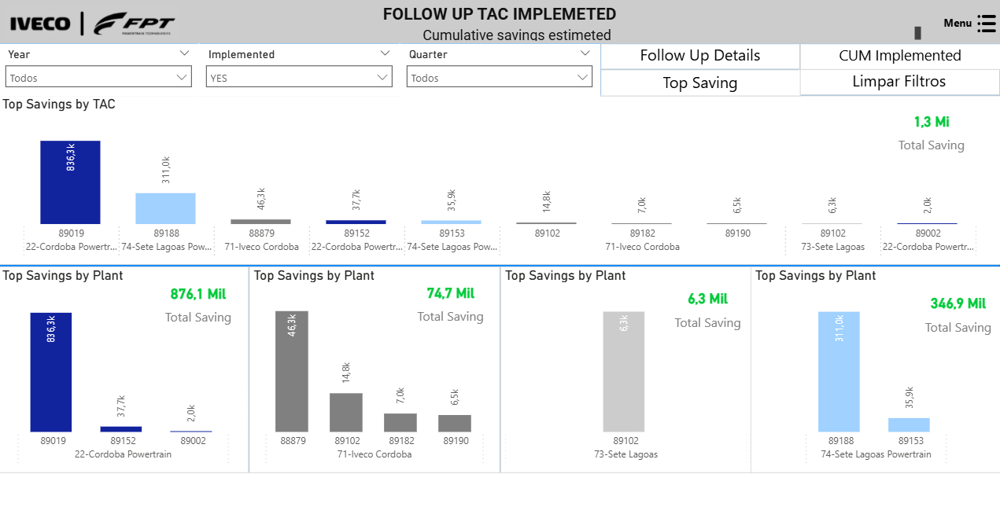 IVECO | FPT
POWERTRAIN TECHNOLOGIES
FOLLOW UP TAC IMPLEMETED
Cumulative savings estimeted
Menu
Year
Implemented
Quarter
Todos
YES
Todos
Follow Up Details
CUM Implemented
Top Saving
Limpar Filtros
Top Savings by TAC
1,3 Mi
Total Saving
836,3k
311,0k
46,3k
37,7k
35,9k
14,8k
7,0k
6,5k
6,3k
2,0k
89019 89188 88879 89152 89153 89102 89182 89190 89102 89002
22-Cordoba Powertr... 74-Sete Lagoas Pow... 71-Iveco Cordoba 22-Cordoba Powertr... 74-Sete Lagoas Pow... 71-Iveco Cordoba 73-Sete Lagoas 22-Cordoba Powertr...
Top Savings by Plant
876,1 Mil
Total Saving
836,3k
37,7k
2,0k
89019 89152 89002
22-Cordoba Powertrain
Top Savings by Plant
74,7 Mil
Total Saving
46,3k
14,8k
7,0k
6,5k
88879 89102 89182 89190
71-Iveco Cordoba
Top Savings by Plant
6,3 Mil
Total Saving
6,3k
89102
73-Sete Lagoas
Top Savings by Plant
346,9 Mil
Total Saving
311,0k
35,9k
89188 89153
74-Sete Lagoas Powertrain